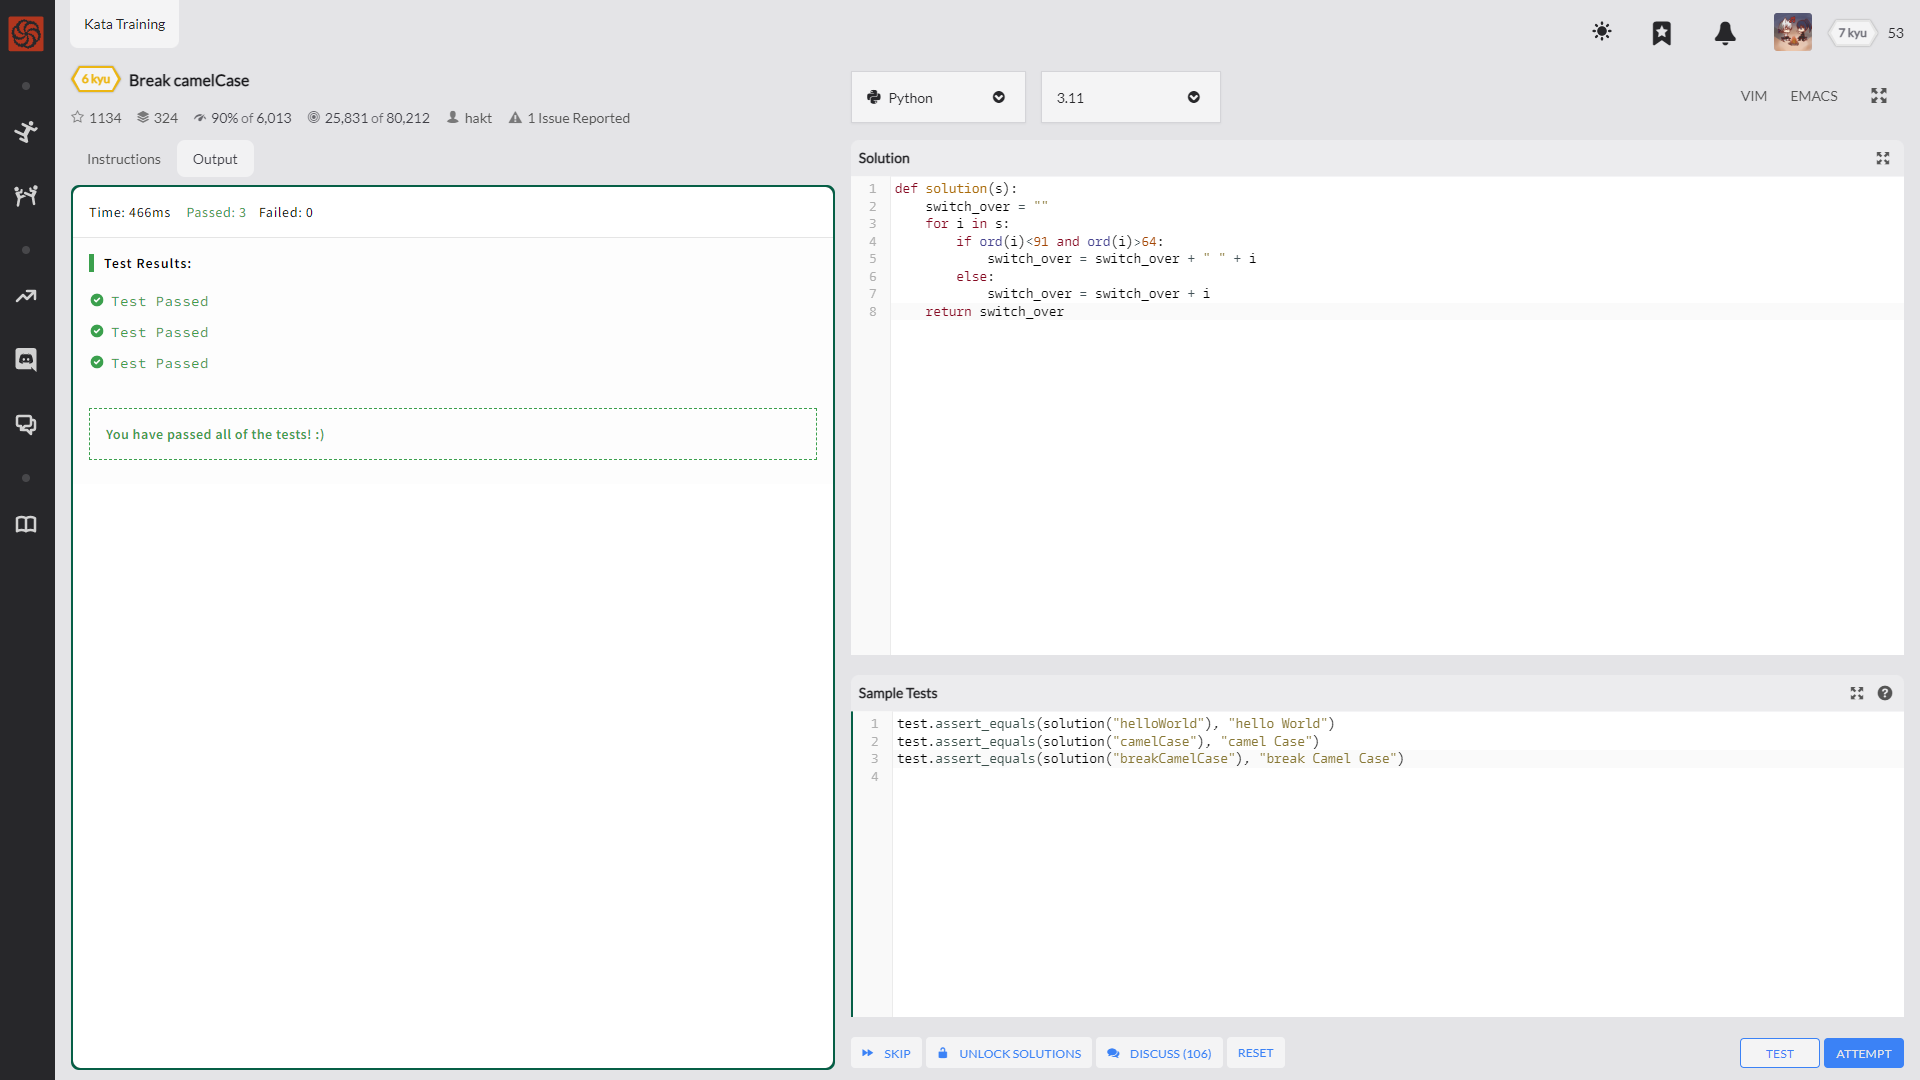 Kata Training
7 kyu 53
6 kyu Break camelCase
1134 324 90% of 6,013 25,831 of 80,212 hakt 1 Issue Reported
Instructions Output
Time: 466ms Passed: 3 Failed: 0
Test Results:
Test Passed
Test Passed
Test Passed
You have passed all of the tests! :)
Python 3.11 VIM EMACS
Solution
1 def solution(s):
2     switch_over = ""
3     for i in s:
4         if ord(i)<91 and ord(i)>64:
5             switch_over = switch_over + " " + i
6         else:
7             switch_over = switch_over + i
8     return switch_over
Sample Tests
1 test.assert_equals(solution("helloWorld"), "hello World")
2 test.assert_equals(solution("camelCase"), "camel Case")
3 test.assert_equals(solution("breakCamelCase"), "break Camel Case")
4
SKIP UNLOCK SOLUTIONS DISCUSS (106) RESET TEST ATTEMPT